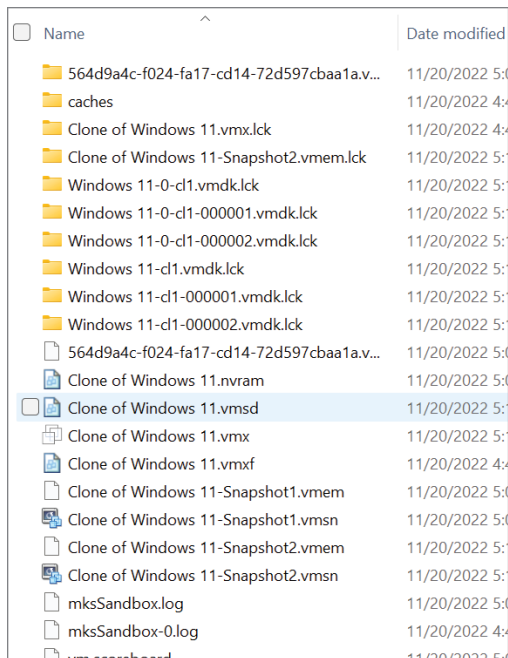 Name Date modified
564d9a4c-f024-fa17-cd14-72d597cbaa1a.v... 11/20/2022 5:0
caches 11/20/2022 4:4
Clone of Windows 11.vmx.lck 11/20/2022 4:4
Clone of Windows 11-Snapshot2.vmem.lck 11/20/2022 5:1
Windows 11-0-cl1.vmdk.lck 11/20/2022 5:1
Windows 11-0-cl1-000001.vmdk.lck 11/20/2022 5:1
Windows 11-0-cl1-000002.vmdk.lck 11/20/2022 5:1
Windows 11-cl1.vmdk.lck 11/20/2022 5:1
Windows 11-cl1-000001.vmdk.lck 11/20/2022 5:1
Windows 11-cl1-000002.vmdk.lck 11/20/2022 5:1
564d9a4c-f024-fa17-cd14-72d597cbaa1a.v... 11/20/2022 5:0
Clone of Windows 11.nvram 11/20/2022 5:1
Clone of Windows 11.vmsd 11/20/2022 5:1
Clone of Windows 11.vmx 11/20/2022 5:1
Clone of Windows 11.vmxf 11/20/2022 4:4
Clone of Windows 11-Snapshot1.vmem 11/20/2022 5:0
Clone of Windows 11-Snapshot1.vmsn 11/20/2022 5:0
Clone of Windows 11-Snapshot2.vmem 11/20/2022 5:1
Clone of Windows 11-Snapshot2.vmsn 11/20/2022 5:1
mksSandbox.log 11/20/2022 5:0
mksSandbox-0.log 11/20/2022 4:4